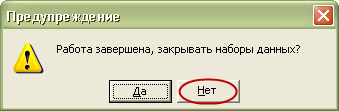 Предупреждение
Работа завершена, закрывать наборы данных?
Да Нет